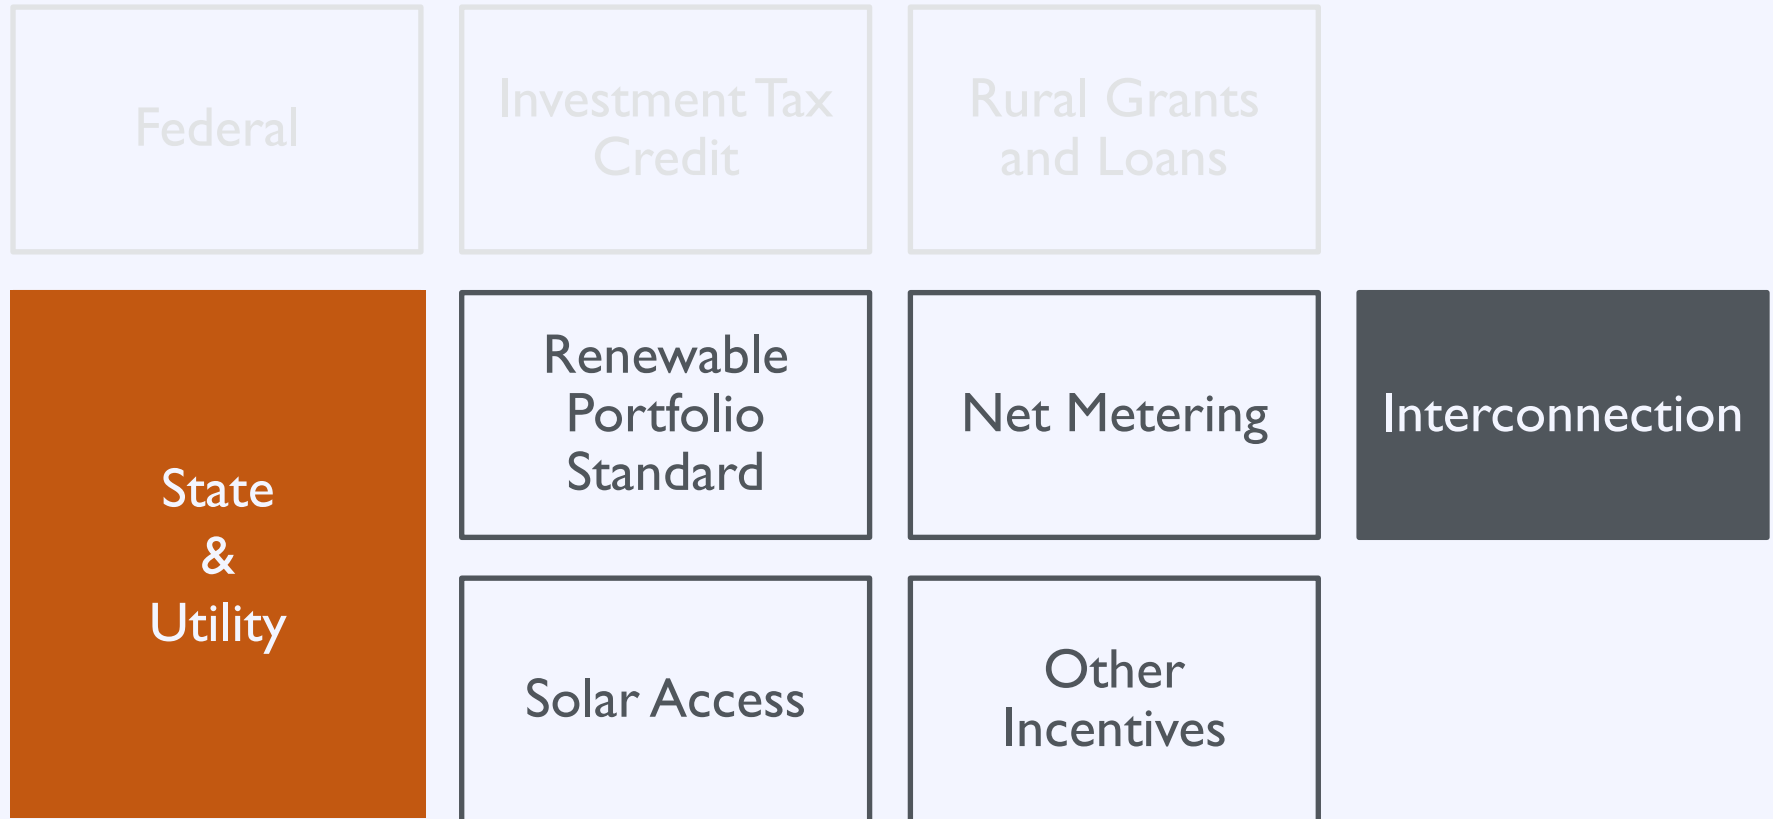 Federal
Investment Tax
Credit
Rural Grants
and Loans
State
&
Utility
Renewable
Portfolio
Standard
Net Metering
Interconnection
Solar Access
Other
Incentives